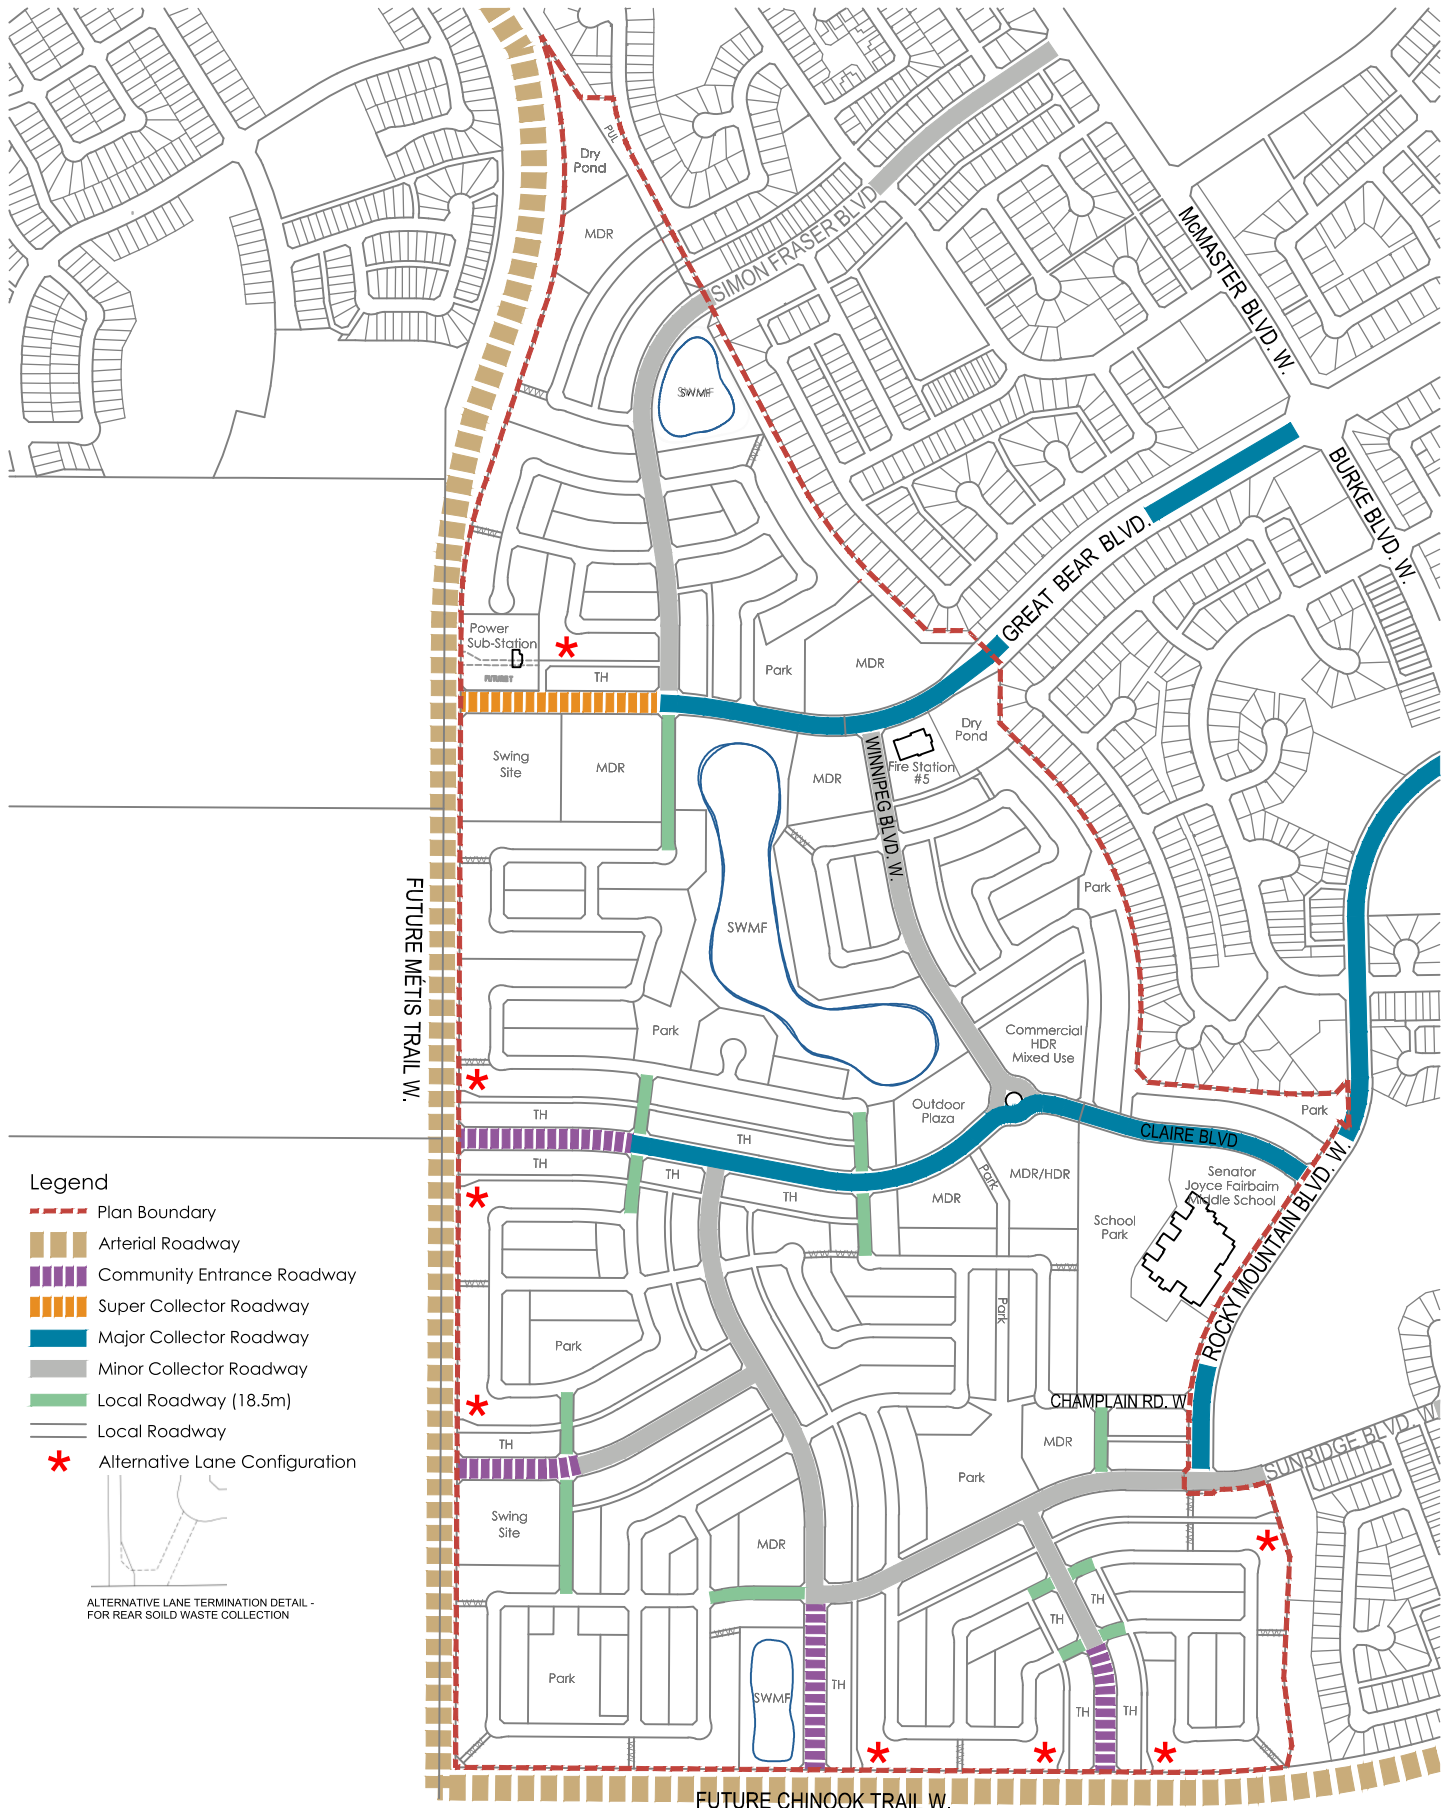 PUL
Dry
Pond
MDR
SIMON FRASER BLVD
McMASTER BLVD. W.
SWMF
BURKE BLVD. W.
GREAT BEAR BLVD.
Power
Sub-Station
*
TH
Park
MDR
Dry
Pond
Swing
Site
MDR
MDR
Fire Station
#5
WINNIPEG BLVD. W.
FUTURE MÉTIS TRAIL W.
Park
SWMF
Park
Commercial
HDR
Mixed Use
*
Outdoor
Plaza
Park
TH
TH
CLAIRE BLVD
TH
TH
TH
Park
MDR/HDR
MDR
Senator
Joyce Fairbairn
Middle School
School
Park
*
ROCKY MOUNTAIN BLVD. W.
Park
Park
*
CHAMPLAIN RD. W
TH
MDR
SUNRIDGE BLVD. W
Park
Swing
Site
MDR
*
TH
TH
Park
SWMF
TH
TH
TH
*
*
*
FUTURE CHINOOK TRAIL W.
Legend
Plan Boundary
Arterial Roadway
Community Entrance Roadway
Super Collector Roadway
Major Collector Roadway
Minor Collector Roadway
Local Roadway (18.5m)
Local Roadway
* Alternative Lane Configuration
ALTERNATIVE LANE TERMINATION DETAIL -
FOR REAR SOILD WASTE COLLECTION